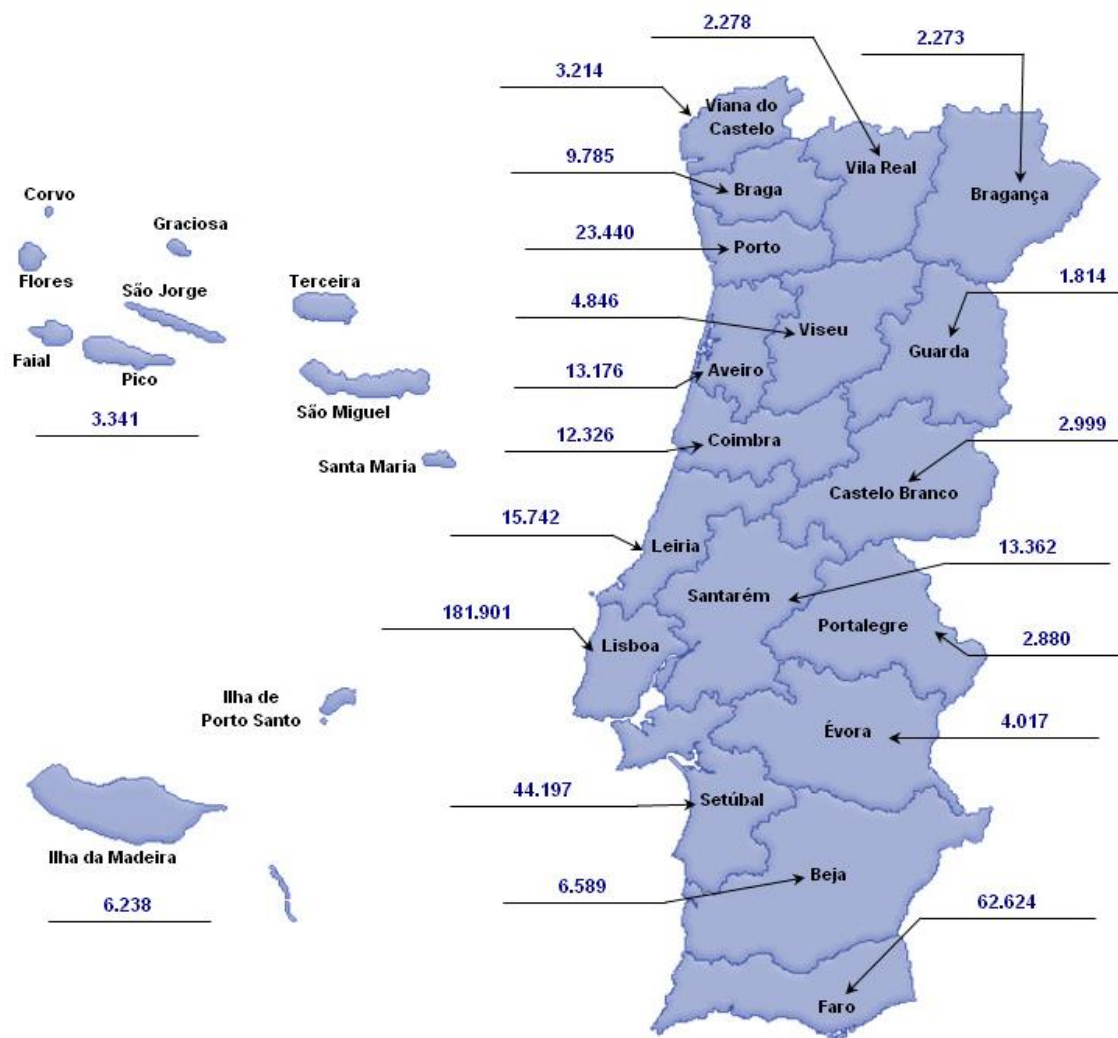 2.278
2.273
3.214
Viana do
Castelo
9.785
Vila Real
Braga
Bragança
Corvo
Graciosa
23.440
Porto
Flores
São Jorge
Terceira
1.814
4.846
Viseu
Guarda
Faial
Pico
13.176
Aveiro
3.341
São Miguel
12.326
Coimbra
2.999
Santa Maria
Castelo Branco
15.742
Leiria
13.362
Santarém
181.901
Lisboa
Portalegre
2.880
Ilha de
Porto Santo
Évora
4.017
44.197
Setúbal
Ilha da Madeira
6.589
Beja
6.238
62.624
Faro